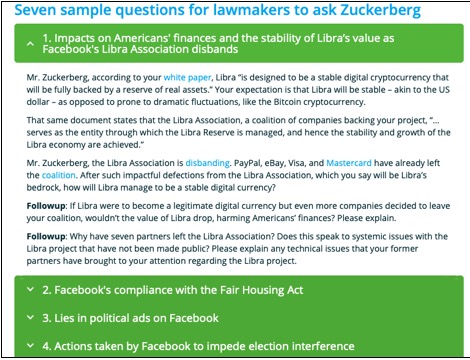 Seven sample questions for lawmakers to ask Zuckerberg
1. Impacts on Americans' finances and the stability of Libra's value as
Facebook's Libra Association disbands
Mr. Zuckerberg, according to your white paper, Libra “is designed to be a stable digital cryptocurrency that
will be fully backed by a reserve of real assets.” Your expectation is that Libra will be stable – akin to the US
dollar – as opposed to prone to dramatic fluctuations, like the Bitcoin cryptocurrency.
That same document states that the Libra Association, a coalition of companies backing your project, “...
serves as the entity through which the Libra Reserve is managed, and hence the stability and growth of the
Libra economy are achieved.”
Mr. Zuckerberg, the Libra Association is disbanding. PayPal, eBay, Visa, and Mastercard have already left
the coalition. After such impactful defections from the Libra Association, which you say will be Libra's
bedrock, how will Libra manage to be a stable digital currency?
Followup: If Libra were to become a legitimate digital currency but even more companies decided to leave
your coalition, wouldn't the value of Libra drop, harming Americans' finances? Please explain.
Followup: Why have seven partners left the Libra Association? Does this speak to systemic issues with the
Libra project that have not been made public? Please explain any technical issues that your former
partners have brought to your attention regarding the Libra project.
2. Facebook's compliance with the Fair Housing Act
3. Lies in political ads on Facebook
4. Actions taken by Facebook to impede election interference